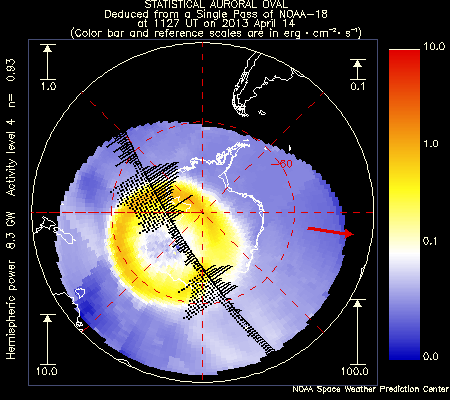 STATISTICAL AURORAL OVAL
Deduced from a Single Pass of NOAA-18
at 1127 UT on 2013 April 14
(Color bar and reference scales are in erg·cm⁻²·s⁻¹)
1.0
0.1
10.0
1.0
0.1
0.0
-60
Hemispheric power 8.3 GW Activity level 4 n= 0.93
10.0
100.0
NOAA Space Weather Prediction Center